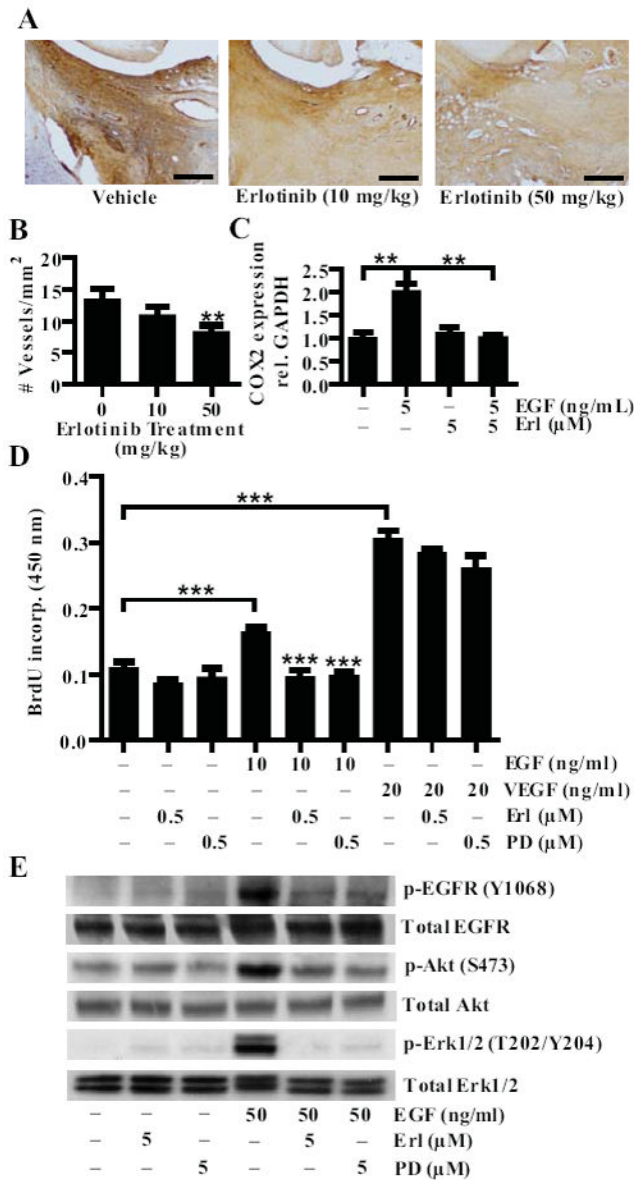 A
Vehicle
Erlotinib (10 mg/kg)
Erlotinib (50 mg/kg)
B
# Vessels/mm2
20
15
10
5
0
**
0 10 50
Erlotinib Treatment
(mg/kg)
C
COX2 expression
rel. GAPDH
2.5
2.0
1.5
1.0
0.5
0.0
** **
– 5 – 5 EGF (ng/mL)
– – 5 5 Erl (µM)
D
BrdU incorp. (450 nm)
0.4
0.3
0.2
0.1
0.0
***
***
*** ***
– – – 10 10 10 – – – EGF (ng/ml)
– – – – – – 20 20 20 VEGF (ng/ml)
– 0.5 – – 0.5 – – 0.5 – Erl (µM)
– – 0.5 – – 0.5 – – 0.5 PD (µM)
E
p-EGFR (Y1068)
Total EGFR
p-Akt (S473)
Total Akt
p-Erk1/2 (T202/Y204)
Total Erk1/2
– – – 50 50 50 EGF (ng/ml)
– 5 – – 5 – Erl (µM)
– – 5 – – 5 PD (µM)